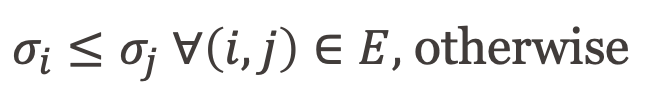 σᵢ ≤ σⱼ ∀(i, j) ∈ E, otherwise